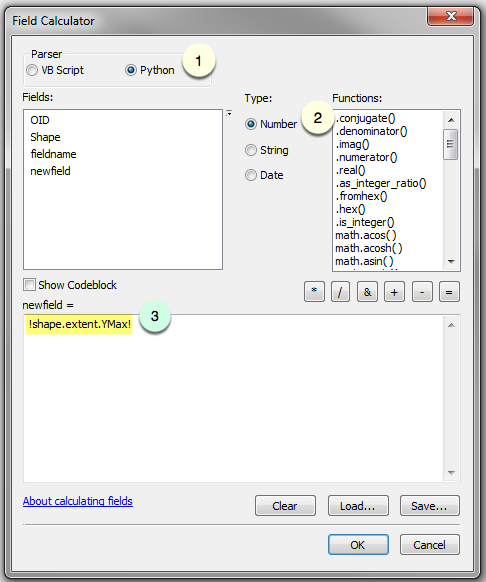 Field Calculator
Parser
VB Script
Python
1
Fields:
Type:
Functions:
OID
Shape
fieldname
newfield
Number
2
String
Date
.conjugate()
.denominator()
.imag()
.numerator()
.real()
.as_integer_ratio()
.fromhex()
.hex()
.is_integer()
math.acos( )
math.acosh( )
math.asin( )
Show Codeblock
* / & + - =
newfield =
!shape.extent.YMax!
3
About calculating fields
Clear
Load...
Save...
OK
Cancel